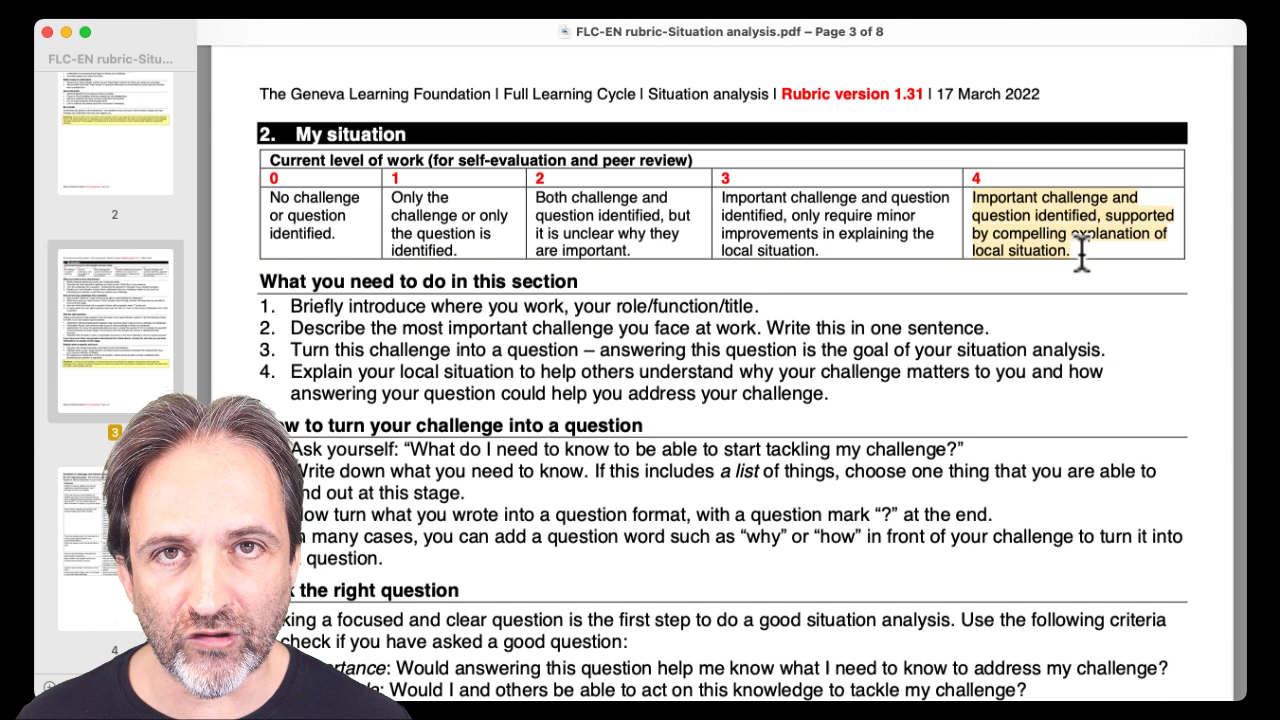 FLC-EN rubric-Situation analysis.pdf – Page 3 of 8
FLC-EN rubric-Situ...
2
3
4
The Geneva Learning Foundation | Full Learning Cycle | Situation analysis | Rubric version 1.31 | 17 March 2022
2. My situation
Current level of work (for self-evaluation and peer review)
0 1 2 3 4
No challenge
or question
identified.
Only the
challenge or only
the question is
identified.
Both challenge and
question identified, but
it is unclear why they
are important.
Important challenge and question
identified, only require minor
improvements in explaining the
local situation.
Important challenge and
question identified, supported
by compelling explanation of
local situation.
What you need to do in this section
1. Briefly introduce where you work, your role/function/title.
2. Describe the most important challenge you face at work. Write this in one sentence.
Turn this challenge into a question – answering this question is the goal of your situation analysis.
4. Explain your local situation to help others understand why your challenge matters to you and how
answering your question could help you address your challenge.
w to turn your challenge into a question
Ask yourself: “What do I need to know to be able to start tackling my challenge?”
Write down what you need to know. If this includes a list of things, choose one thing that you are able to
nd out at this stage.
Now turn what you wrote into a question format, with a question mark “?” at the end.
n many cases, you can add a question word such as “why” or “how” in front of your challenge to turn it into
question.
k the right question
king a focused and clear question is the first step to do a good situation analysis. Use the following criteria
check if you have asked a good question:
ortance: Would answering this question help me know what I need to know to address my challenge?
le: Would I and others be able to act on this knowledge to tackle my challenge?